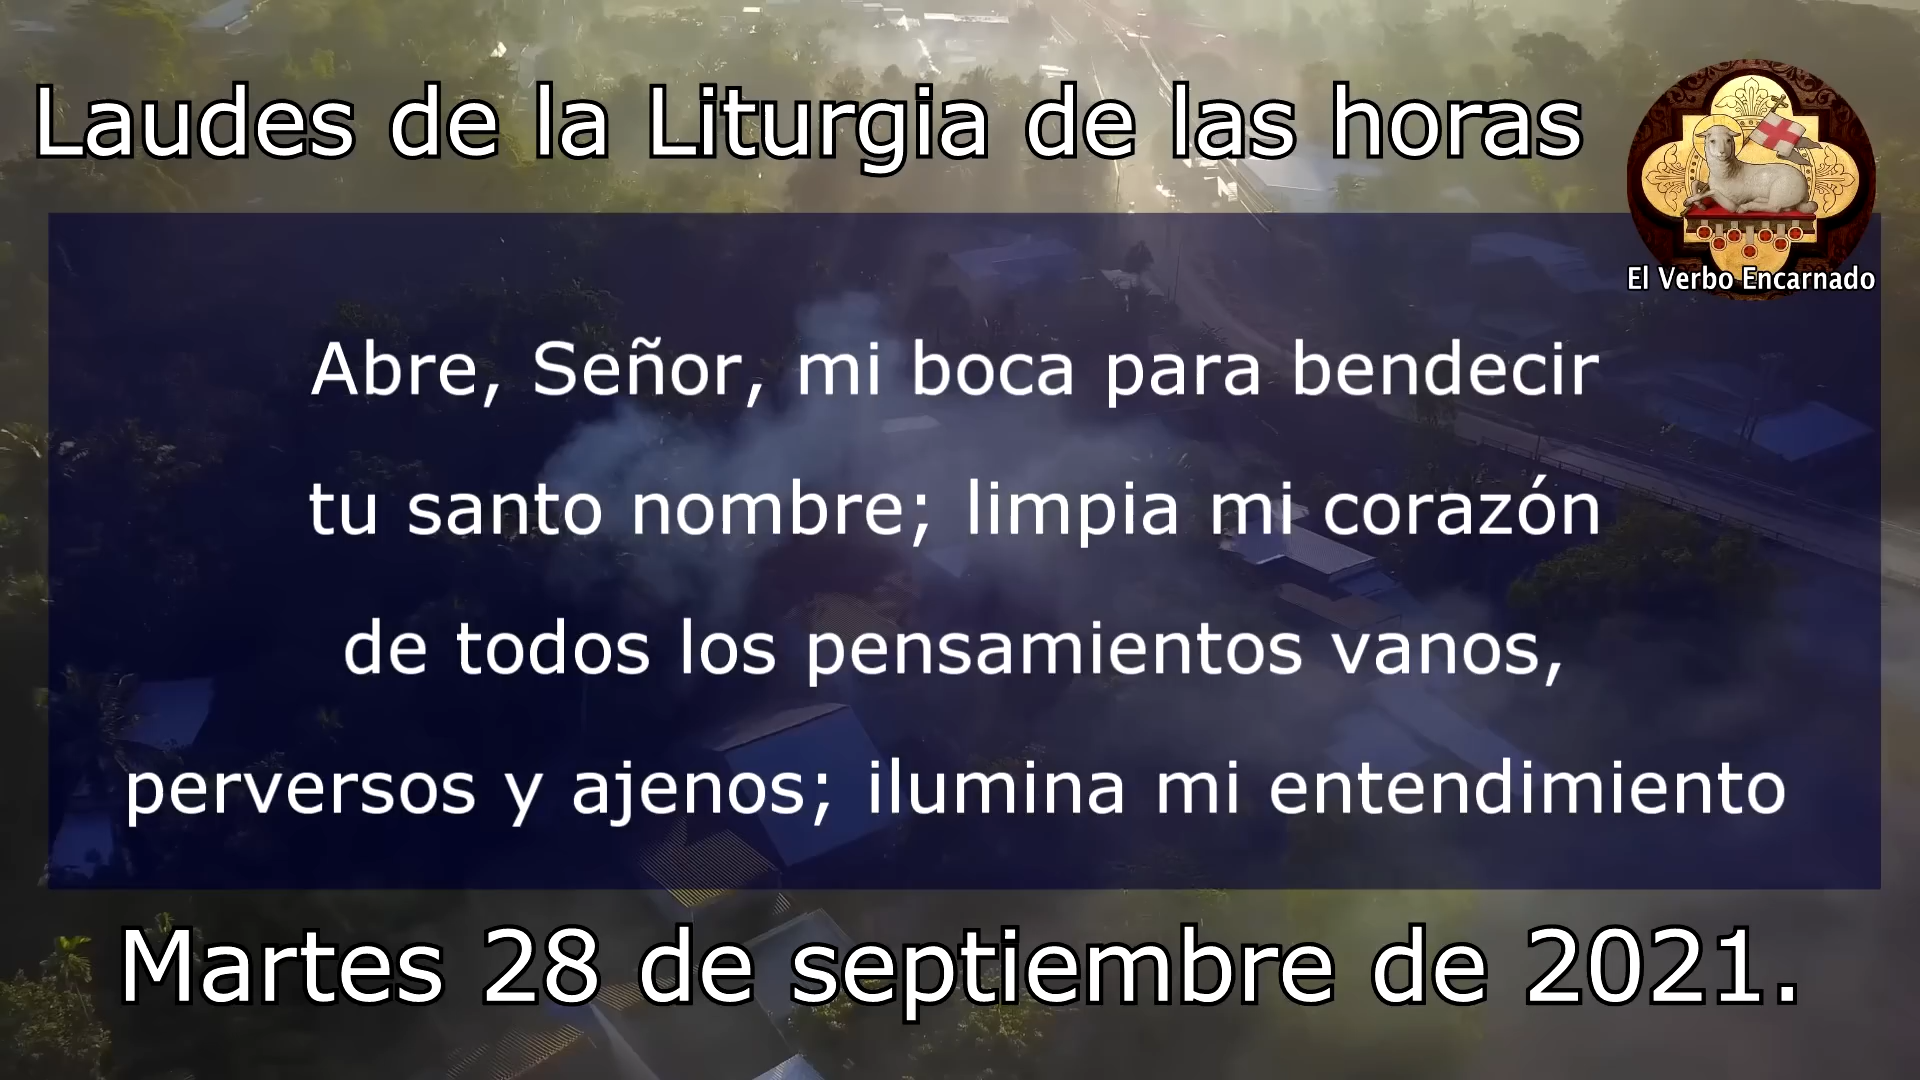 Laudes de la Liturgia de las horas
El Verbo Encarnado
Abre, Señor, mi boca para bendecir
tu santo nombre; limpia mi corazón
de todos los pensamientos vanos,
perversos y ajenos; ilumina mi entendimiento
Martes 28 de septiembre de 2021.